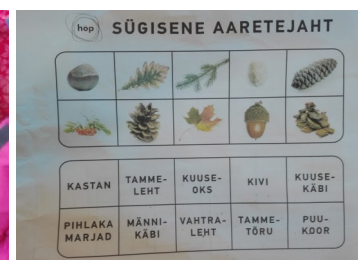 hop SÜGISENE AARETEJAHT
KASTAN
TAMME-
LEHT
KUUSE-
OKS
KIVI
KUUSE-
KÄBI
PIHLAKA
MARJAD
MÄNNI-
KÄBI
VAHTRA-
LEHT
TAMME-
TÕRU
PUU-
KOOR